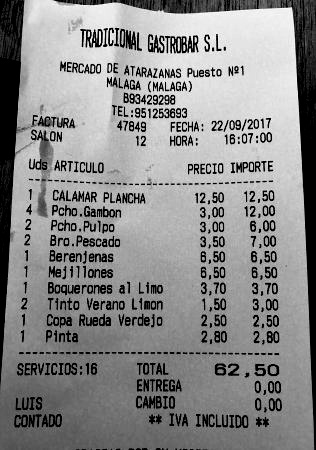 TRADICIONAL GASTROBAR S.L.
MERCADO DE ATARAZANAS Puesto Nº1
MALAGA (MALAGA)
B93429298
TEL:951253693
FACTURA 47849 FECHA: 22/09/2017
SALON 12 HORA: 16:07:00
Uds ARTICULO PRECIO IMPORTE
1 CALAMAR PLANCHA 12,50 12,50
4 Pcho.Gambon 3,00 12,00
2 Pcho.Pulpo 3,00 6,00
2 Bro.Pescado 3,50 7,00
1 Berenjenas 6,50 6,50
1 Mejillones 6,50 6,50
1 Boquerones al Limo 3,70 3,70
2 Tinto Verano Limon 1,50 3,00
1 Copa Rueda Verdejo 2,50 2,50
1 Pinta 2,80 2,80
SERVICIOS:16 TOTAL 62,50
ENTREGA 0,00
LUIS CAMBIO 0,00
CONTADO ** IVA INCLUIDO **